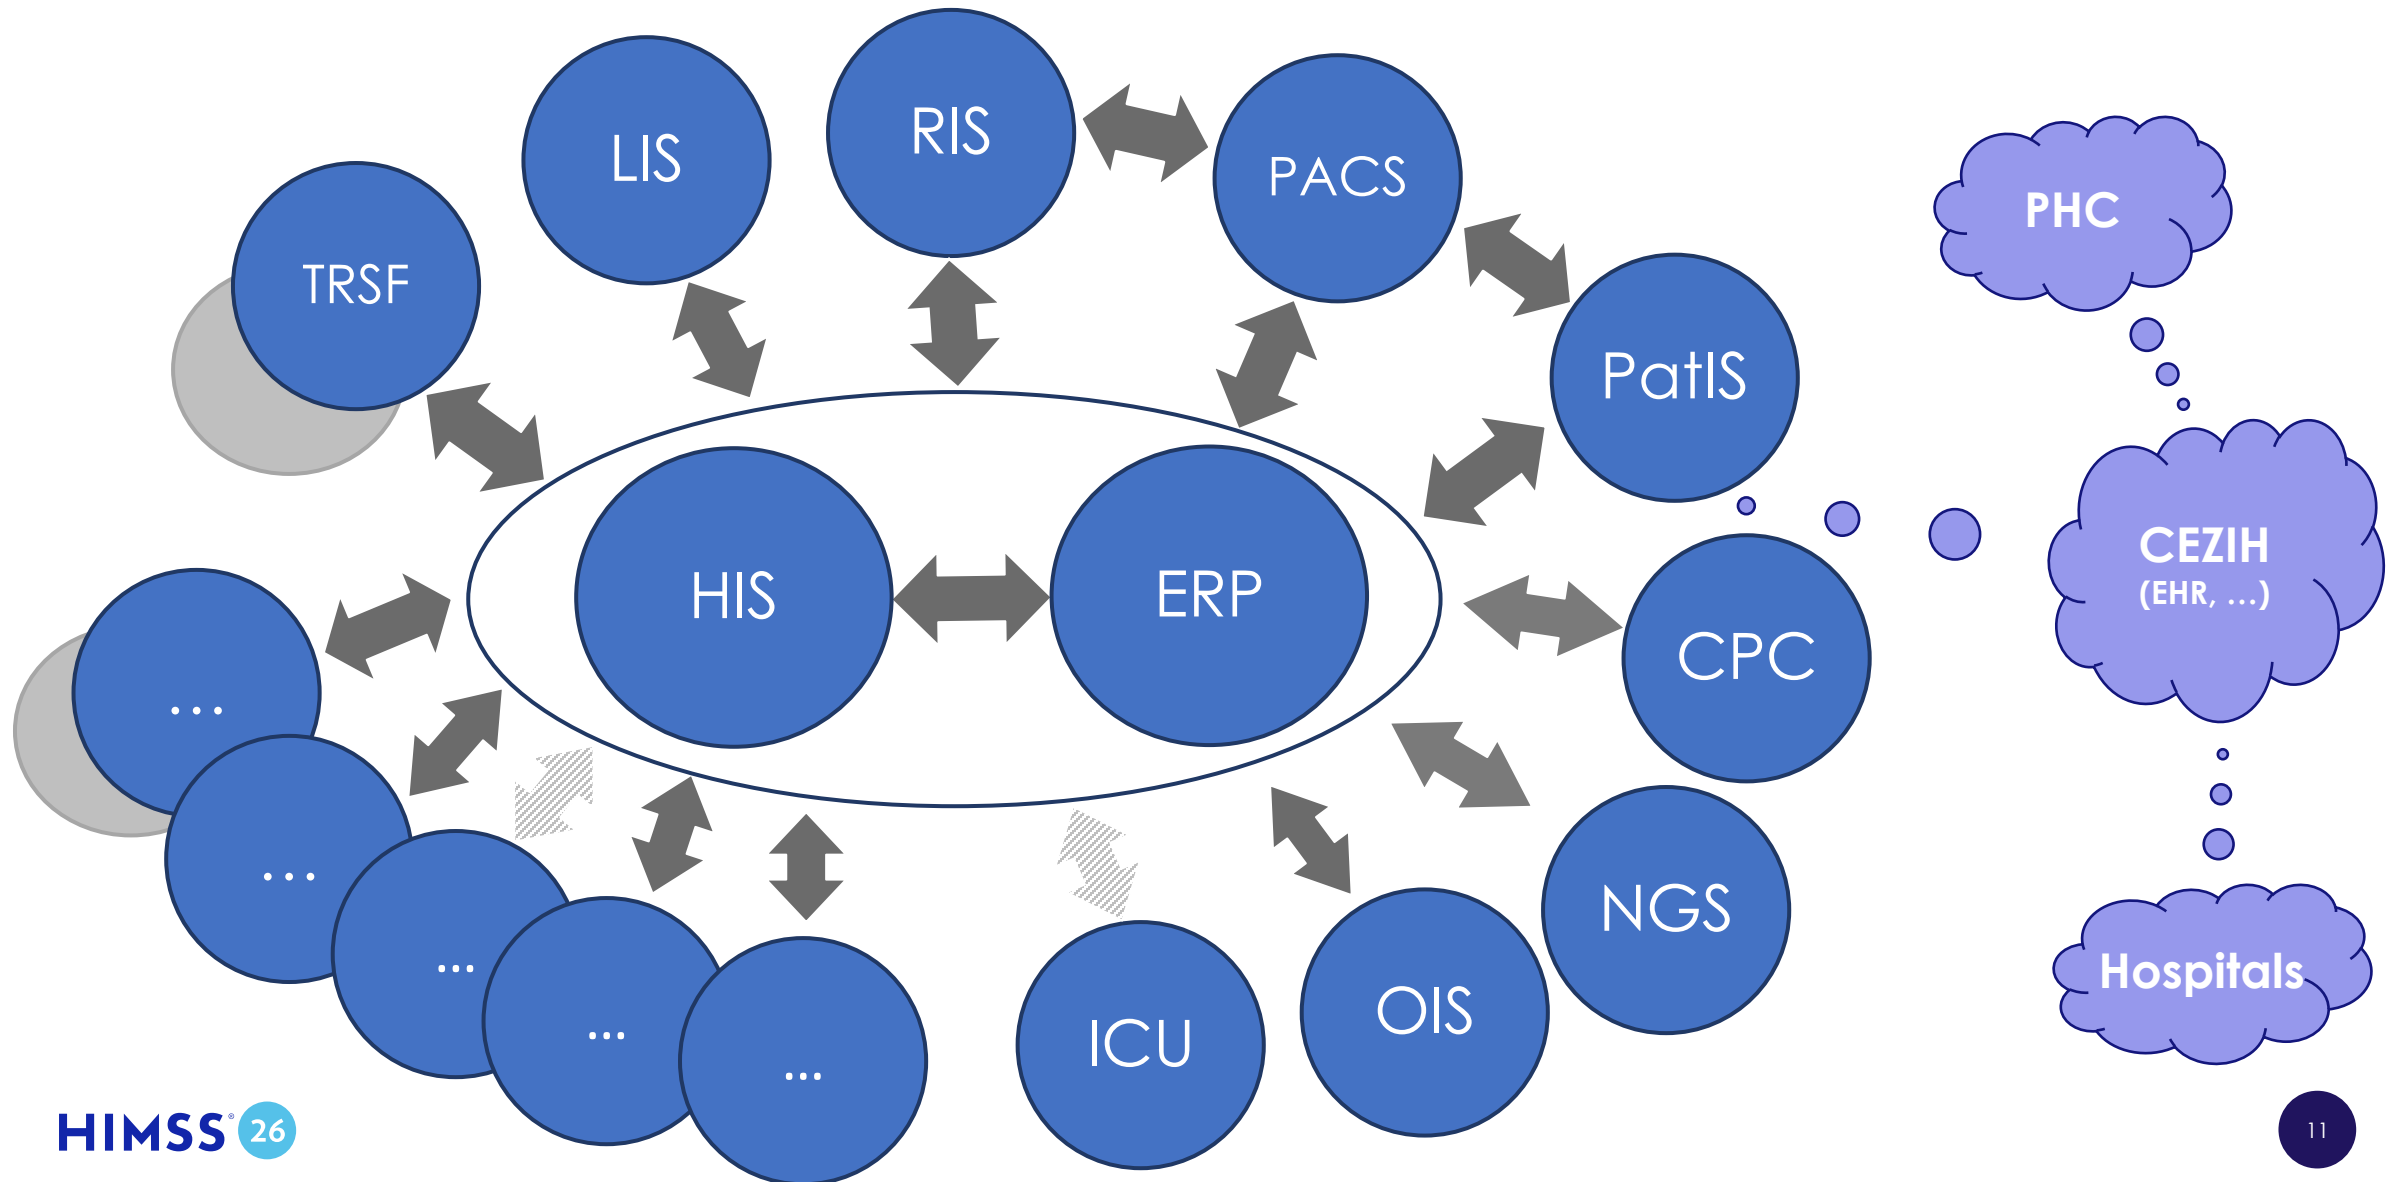 RIS
LIS
PACS
PHC
TRSF
PatIS
CEZIH
(EHR, ...)
HIS
ERP
CPC
...
...
NGS
...
Hospitals
OIS
...
ICU
...
HIMSS® 26
11